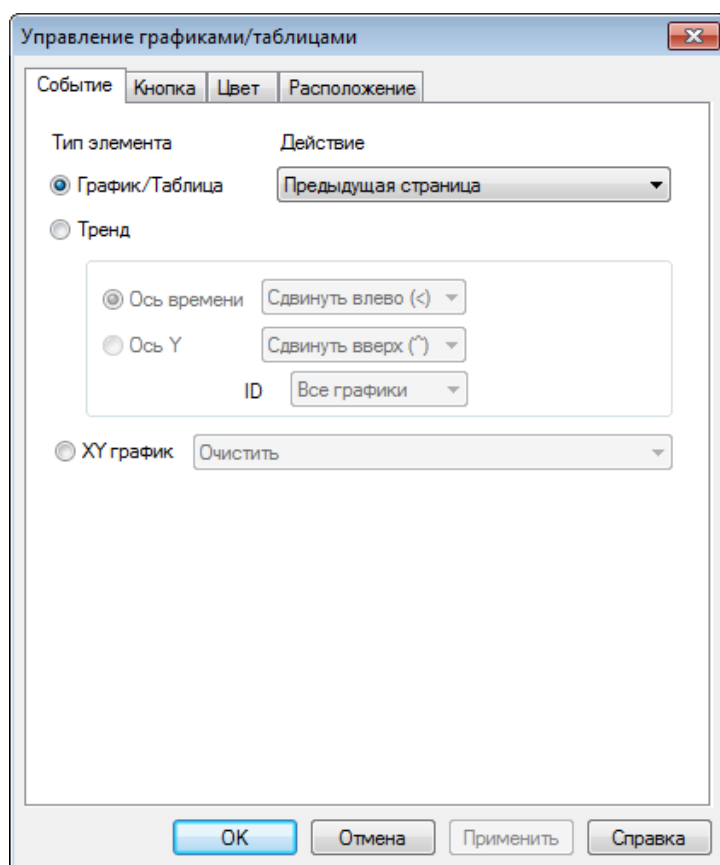 Управление графиками/таблицами
Событие Кнопка Цвет Расположение
Тип элемента Действие
График/Таблица Предыдущая страница
Тренд
Ось времени Сдвинуть влево (<)
Ось Y Сдвинуть вверх (^)
ID Все графики
XY график Очистить
OK Отмена Применить Справка